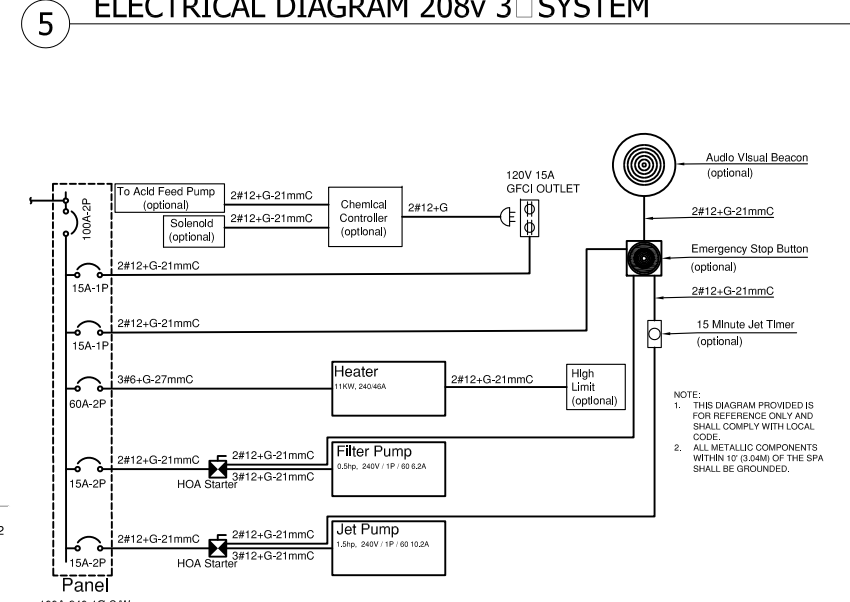 5
ELECTRICAL DIAGRAM 208v 3□ SYSTEM
To Acid Feed Pump
(optional)
2#12+G-21mmC
Solenoid
(optional)
2#12+G-21mmC
Chemical
Controller
(optional)
2#12+G
120V 15A
GFCI OUTLET
Audio Visual Beacon
(optional)
2#12+G-21mmC
Emergency Stop Button
(optional)
2#12+G-21mmC
15 Minute Jet Timer
(optional)
100A-2P
2#12+G-21mmC
15A-1P
2#12+G-21mmC
15A-1P
3#6+G-27mmC
60A-2P
Heater
11KW, 240/46A
2#12+G-21mmC
High
Limit
(optional)
NOTE:
1. THIS DIAGRAM PROVIDED IS
FOR REFERENCE ONLY AND
SHALL COMPLY WITH LOCAL
CODE.
2. ALL METALLIC COMPONENTS
WITHIN 10' (3.04M) OF THE SPA
SHALL BE GROUNDED.
2#12+G-21mmC
15A-2P
HOA Starter
2#12+G-21mmC
3#12+G-21mmC
Filter Pump
0.5hp, 240V / 1P / 60 6.2A
2#12+G-21mmC
15A-2P
HOA Starter
2#12+G-21mmC
3#12+G-21mmC
Jet Pump
1.5hp, 240V / 1P / 60 10.2A
Panel
2